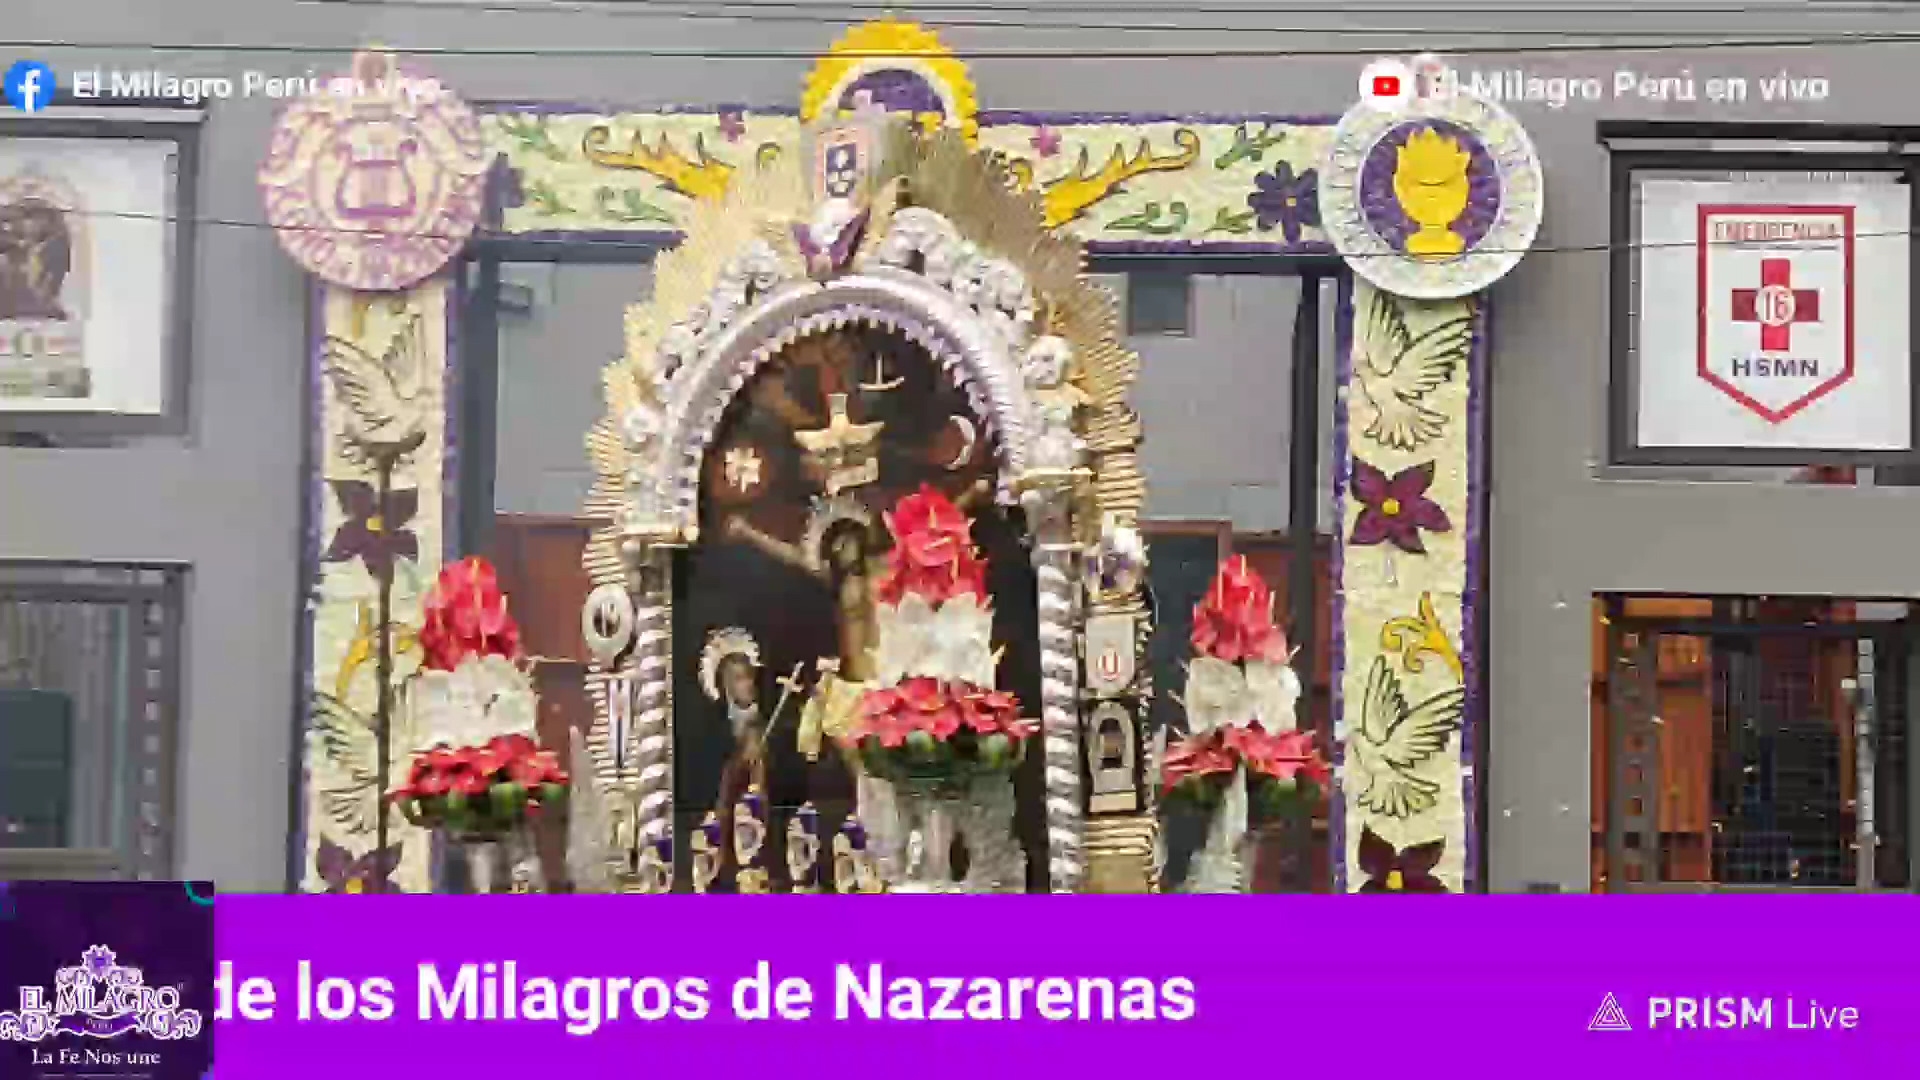 El Milagro Perú en vivo
El Milagro Perú en vivo
16
HSMN
U
de los Milagros de Nazarenas
EL MILAGRO
PERÚ
La Fe Nos une
PRISM Live